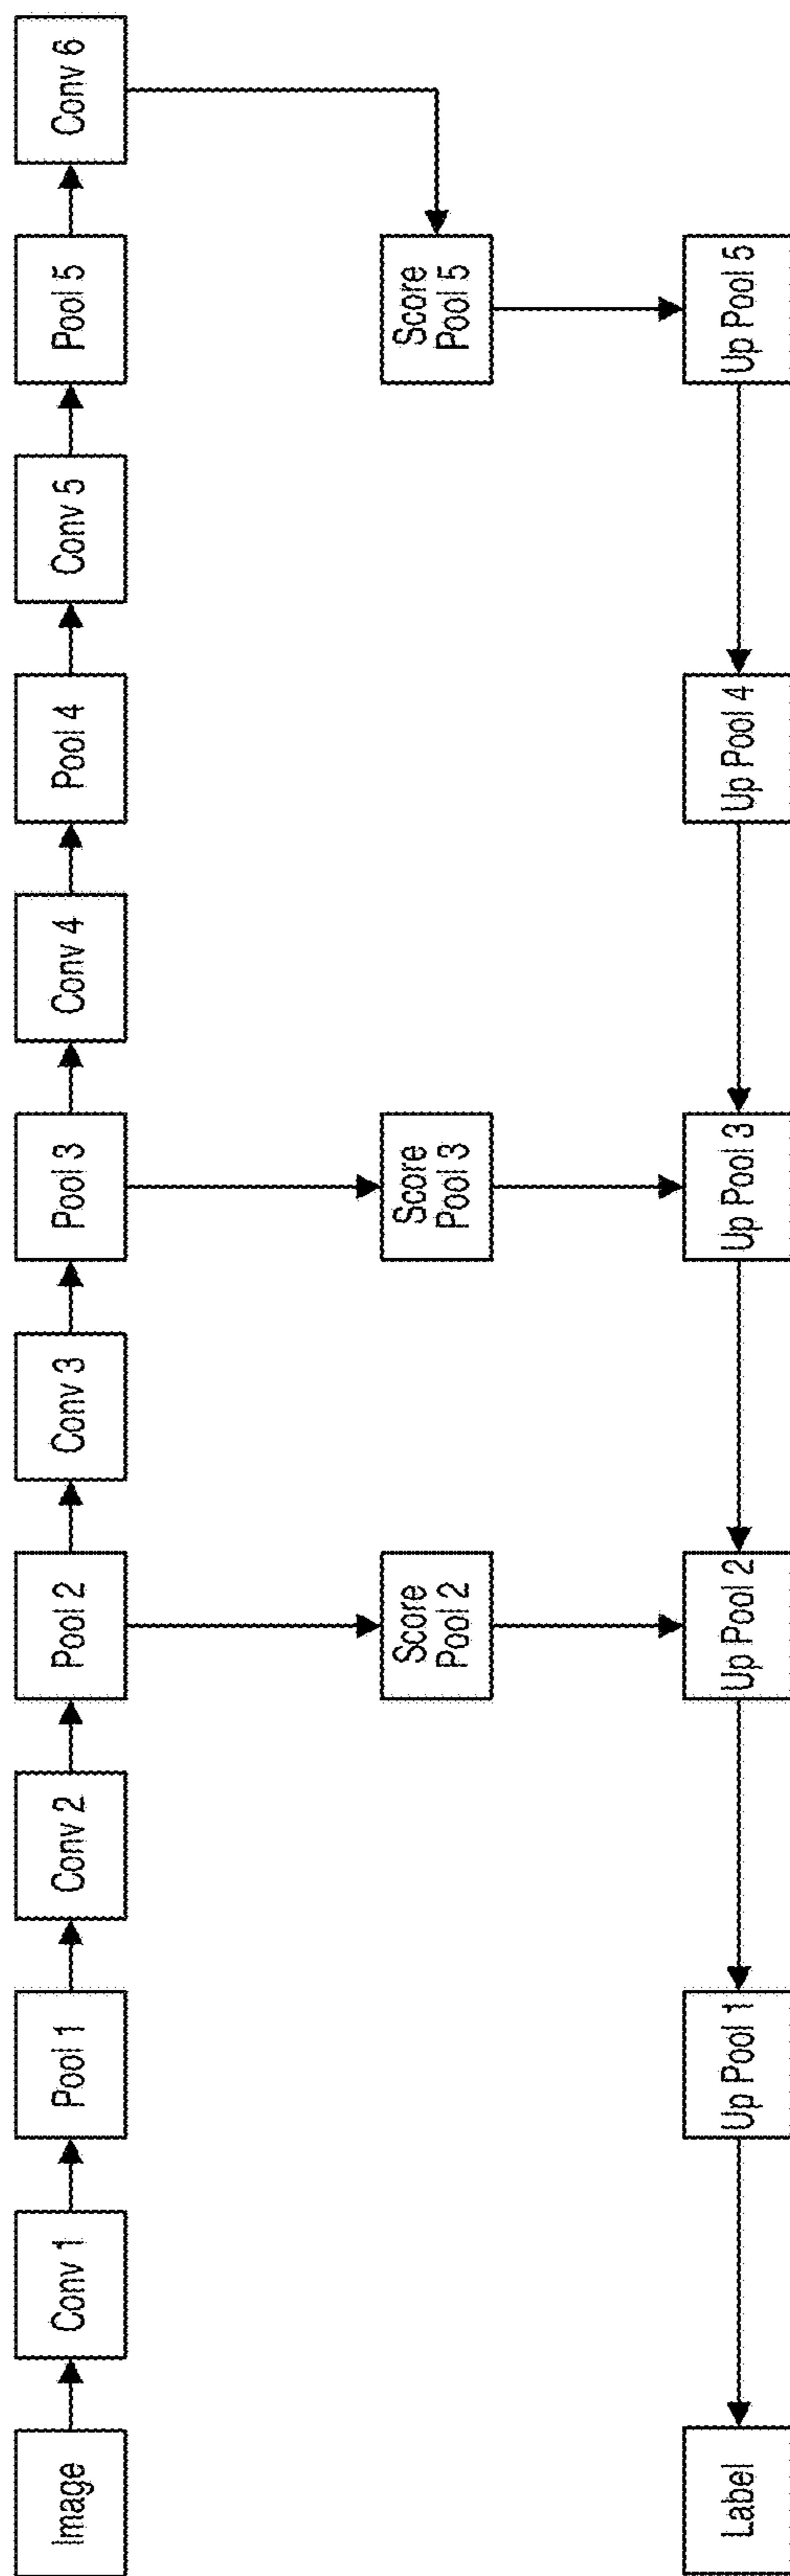 Image
Conv 1
Pool 1
Conv 2
Pool 2
Conv 3
Pool 3
Conv 4
Pool 4
Conv 5
Pool 5
Conv 6
Score
Pool 2
Score
Pool 3
Score
Pool 5
Label
Up Pool 1
Up Pool 2
Up Pool 3
Up Pool 4
Up Pool 5